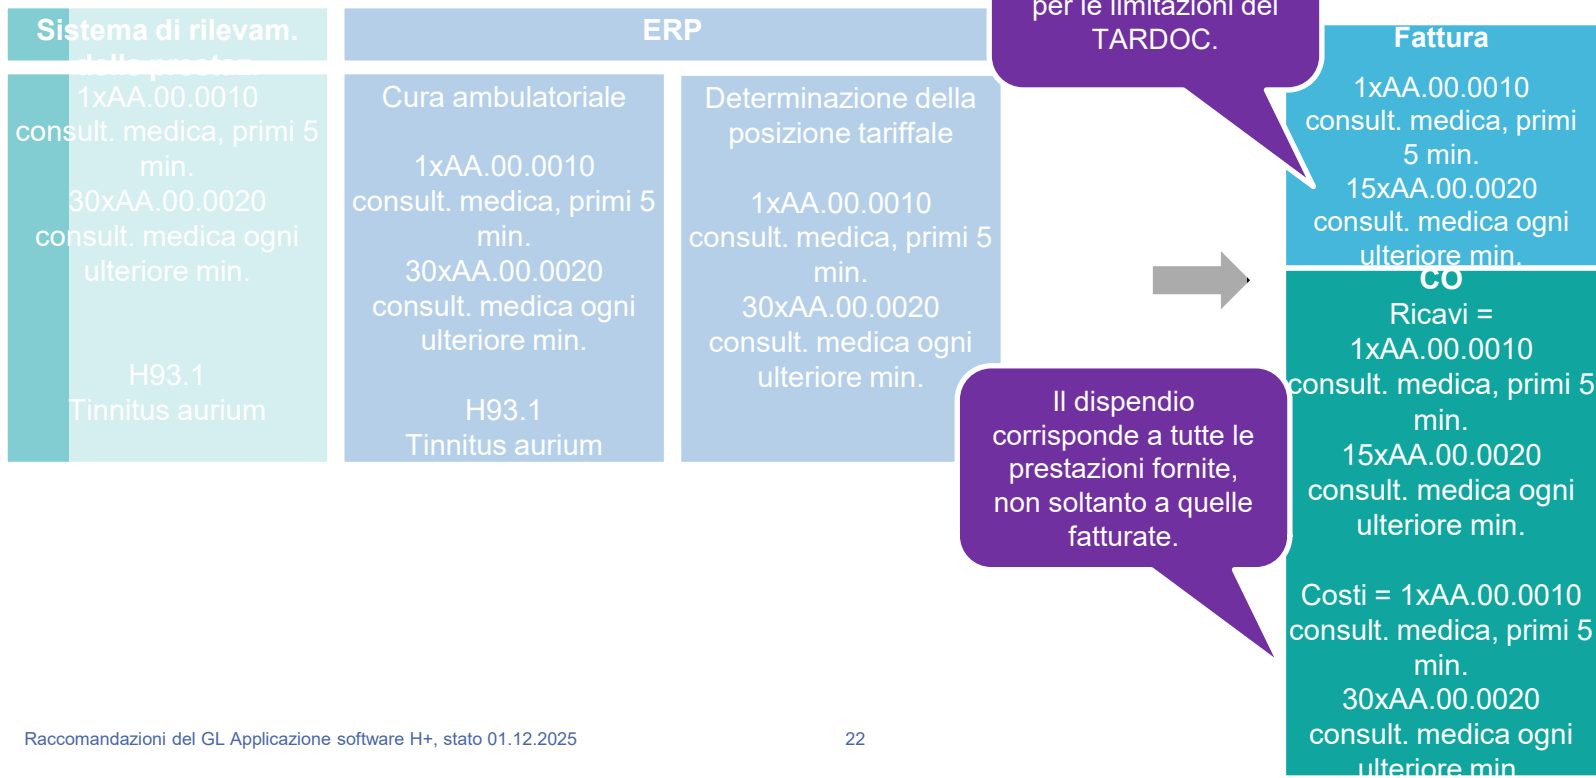 Sistema di rilevam.
delle prestaz.
1xAA.00.0010
consult. medica, primi 5
min.
30xAA.00.0020
consult. medica ogni
ulteriore min.
H93.1
Tinnitus aurium
ERP
Cura ambulatoriale
1xAA.00.0010
consult. medica, primi 5
min.
30xAA.00.0020
consult. medica ogni
ulteriore min.
H93.1
Tinnitus aurium
Determinazione della
posizione tariffale
1xAA.00.0010
consult. medica, primi 5
min.
30xAA.00.0020
consult. medica ogni
ulteriore min.
per le limitazioni del
TARDOC.
Fattura
1xAA.00.0010
consult. medica, primi
5 min.
15xAA.00.0020
consult. medica ogni
ulteriore min.
Il dispendio
corrisponde a tutte le
prestazioni fornite,
non soltanto a quelle
fatturate.
CO
Ricavi =
1xAA.00.0010
consult. medica, primi 5
min.
15xAA.00.0020
consult. medica ogni
ulteriore min.
Costi = 1xAA.00.0010
consult. medica, primi 5
min.
30xAA.00.0020
consult. medica ogni
ulteriore min.
Raccomandazioni del GL Applicazione software H+, stato 01.12.2025
22